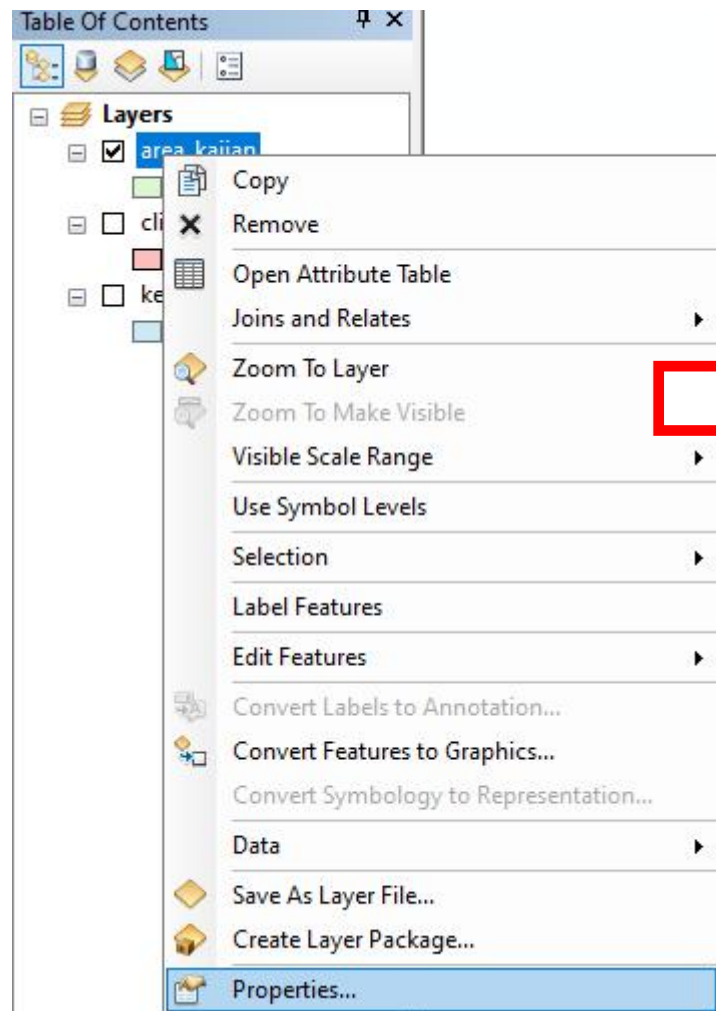 Table Of Contents
Layers
area_kajian
cli
ke
Copy
Remove
Open Attribute Table
Joins and Relates
Zoom To Layer
Zoom To Make Visible
Visible Scale Range
Use Symbol Levels
Selection
Label Features
Edit Features
Convert Labels to Annotation...
Convert Features to Graphics...
Convert Symbology to Representation...
Data
Save As Layer File...
Create Layer Package...
Properties...